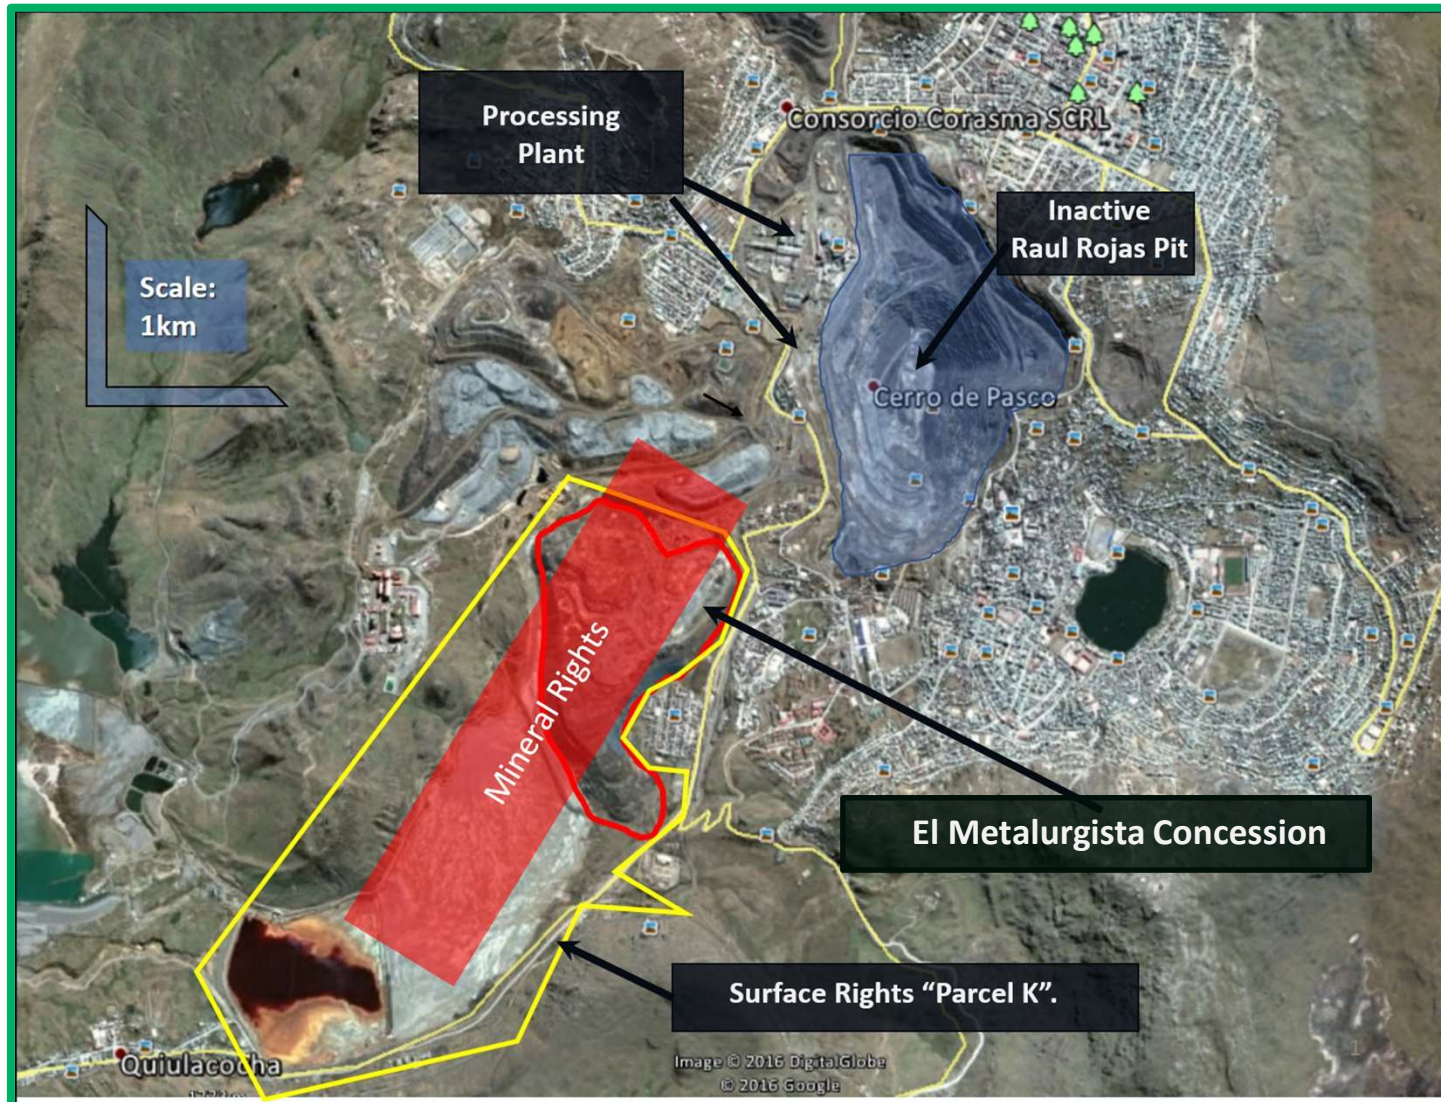 Processing
Plant
Consorcio Corasma SCRL
Inactive
Raul Rojas Pit
Scale:
1km
Cerro de Pasco
Mineral Rights
El Metalurgista Concession
Surface Rights “Parcel K”.
Quiulacocha
Image © 2016 DigitalGlobe
© 2016 Google
1